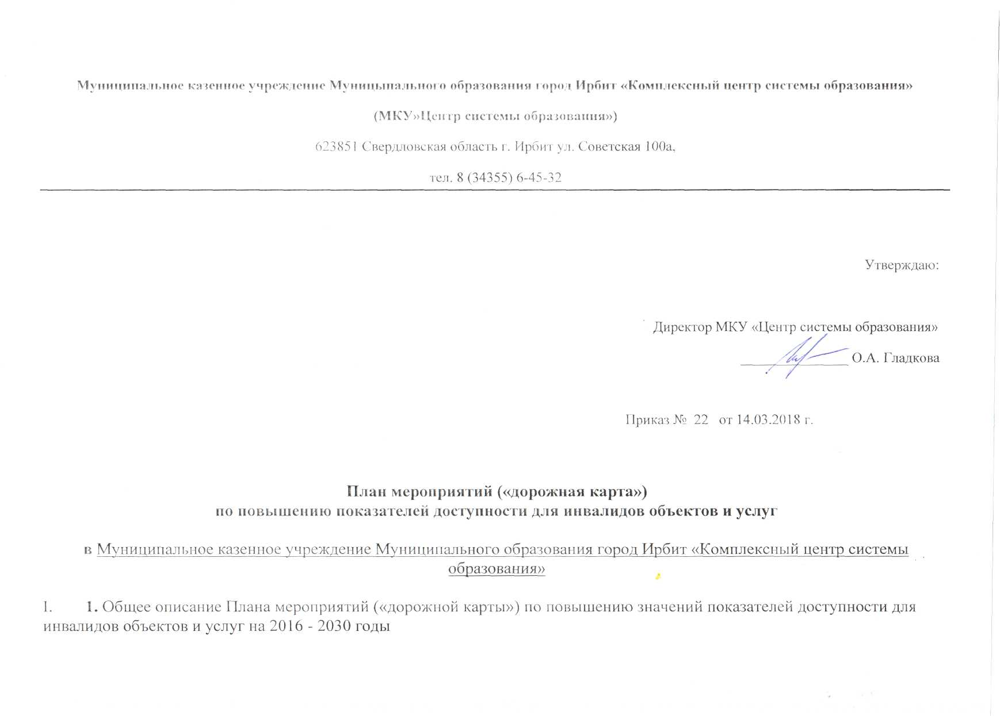 Муниципальное казенное учреждение Муницыпального образования город Ирбит «Комплексный центр системы образования»
(МКУ»Центр системы образования»)
623851 Свердловская область г. Ирбит ул. Советская 100а,
тел. 8 (34355) 6-45-32
Утверждаю:
Директор МКУ «Центр системы образования»
О.А. Гладкова
Приказ № 22 от 14.03.2018 г.
План мероприятий («дорожная карта»)
по повышению показателей доступности для инвалидов объектов и услуг
в Муниципальное казенное учреждение Муниципального образования город Ирбит «Комплексный центр системы
образования»
I. 1. Общее описание Плана мероприятий («дорожной карты») по повышению значений показателей доступности для
инвалидов объектов и услуг на 2016 - 2030 годы